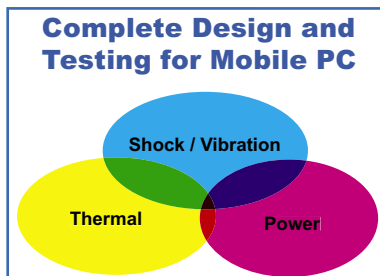 Complete Design and
Testing for Mobile PC
Shock / Vibration
Thermal
Power